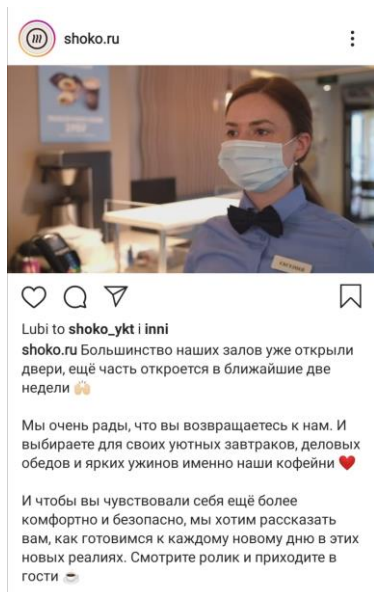 m
shoko.ru
Lubi to shoko_ykt i inni
shoko.ru Большинство наших залов уже открыли
двери, ещё часть откроется в ближайшие две
недели 🙌🏻
Мы очень рады, что вы возвращаетесь к нам. И
выбираете для своих уютных завтраков, деловых
обедов и ярких ужинов именно наши кофейни ❤️
И чтобы вы чувствовали себя ещё более
комфортно и безопасно, мы хотим рассказать
вам, как готовимся к каждому новому дню в этих
новых реалиях. Смотрите ролик и приходите в
гости ☕